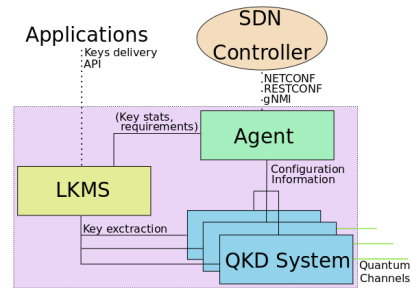 Applications
SDN
Controller
Keys delivery
API
NETCONF
RESTCONF
gNMI
(Key stats,
requirements)
Agent
Configuration
Information
LKMS
Key exctraction
QKD System
Quantum
Channels